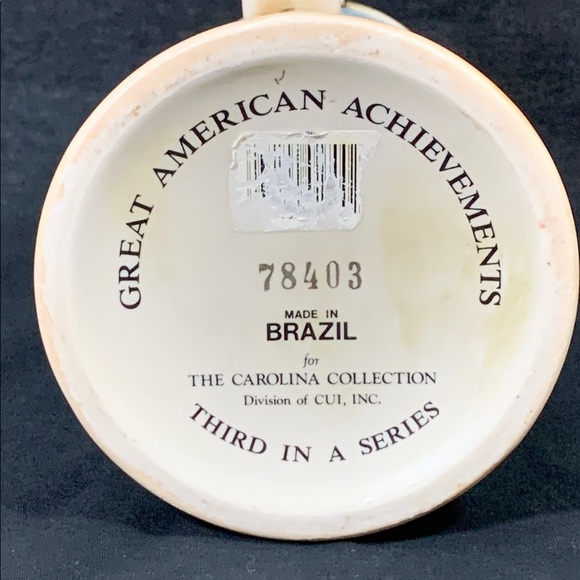 GREAT AMERICAN ACHIEVEMENTS
78403
MADE IN
BRAZIL
for
THE CAROLINA COLLECTION
Division of CUI, INC.
THIRD IN A SERIES